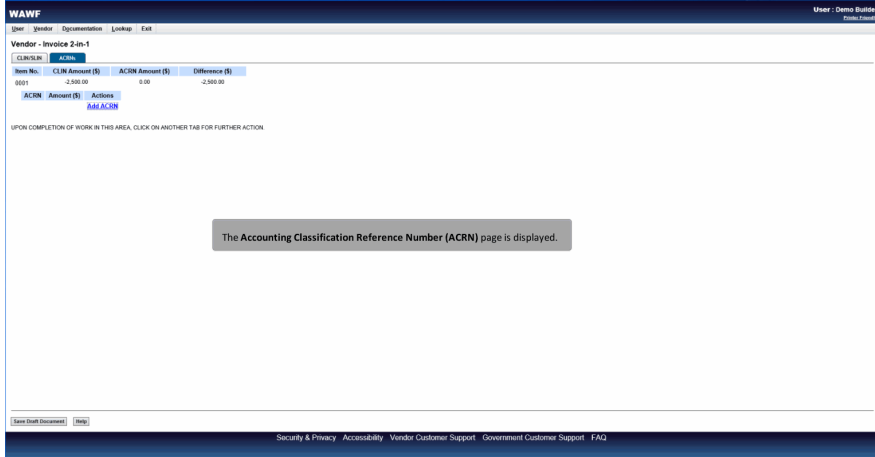 WAWF
User : Demo Builde
Printer Friendl
User Vendor Documentation Lookup Exit
Vendor - Invoice 2-in-1
CLIN/SLIN ACRNs
Item No. CLIN Amount ($) ACRN Amount ($) Difference ($)
0001 -2,500.00 0.00 -2,500.00
ACRN Amount ($) Actions
Add ACRN
UPON COMPLETION OF WORK IN THIS AREA, CLICK ON ANOTHER TAB FOR FURTHER ACTION.
The Accounting Classification Reference Number (ACRN) page is displayed.
Save Draft Document Help
Security & Privacy Accessibility Vendor Customer Support Government Customer Support FAQ